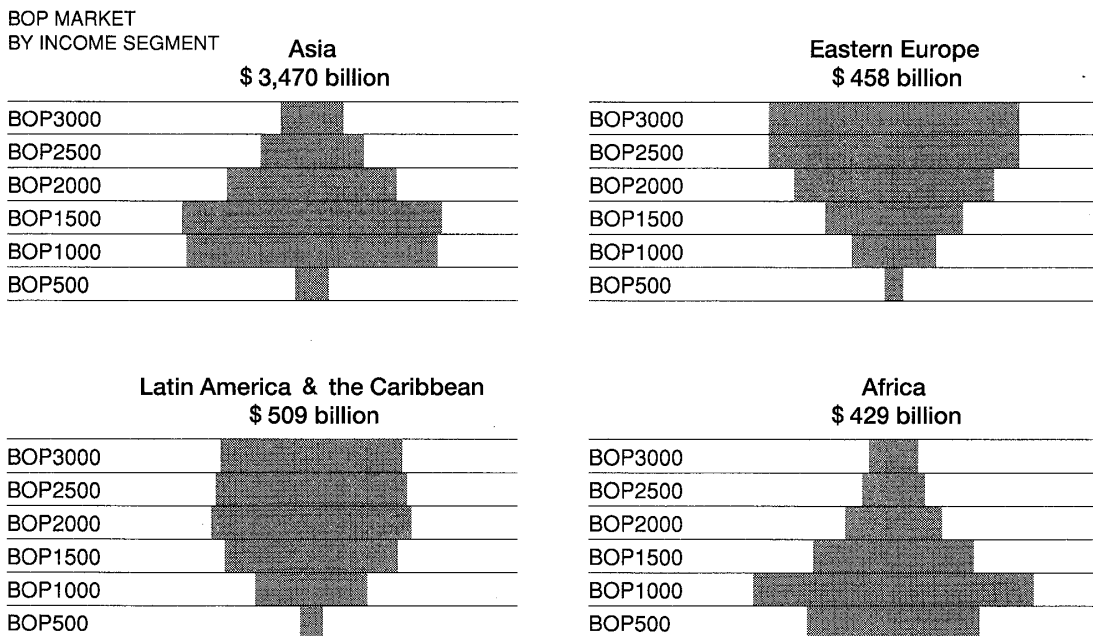 BOP MARKET
BY INCOME SEGMENT
Asia
$ 3,470 billion
BOP3000
BOP2500
BOP2000
BOP1500
BOP1000
BOP500
Eastern Europe
$ 458 billion
BOP3000
BOP2500
BOP2000
BOP1500
BOP1000
BOP500
Latin America & the Caribbean
$ 509 billion
BOP3000
BOP2500
BOP2000
BOP1500
BOP1000
BOP500
Africa
$ 429 billion
BOP3000
BOP2500
BOP2000
BOP1500
BOP1000
BOP500